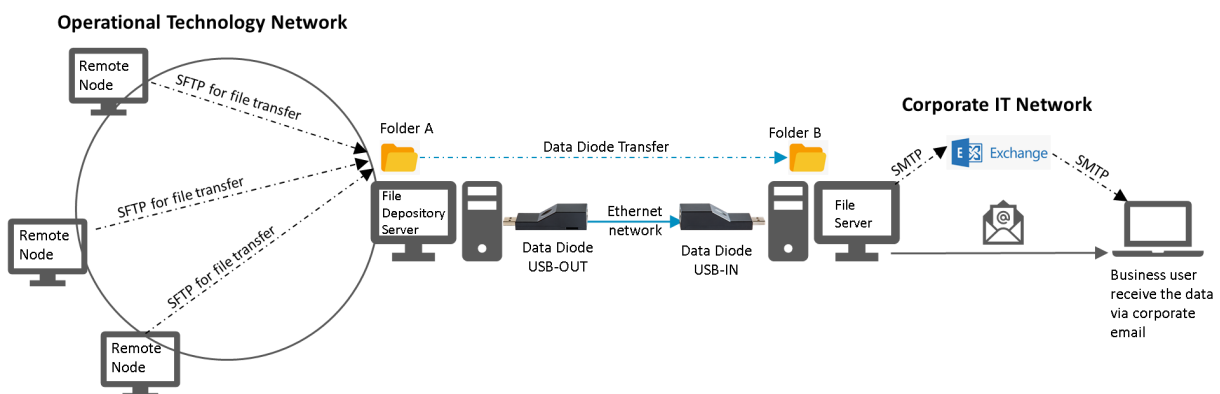 Operational Technology Network
Remote
Node
SFTP for file transfer
Remote
Node
SFTP for file transfer
Remote
Node
SFTP for file transfer
Folder A
File
Depository
Server
Data Diode Transfer
Data Diode
USB-OUT
Ethernet
network
Data Diode
USB-IN
Folder B
File
Server
Corporate IT Network
SMTP
E
Exchange
SMTP
@
Business user
receive the data
via corporate
email